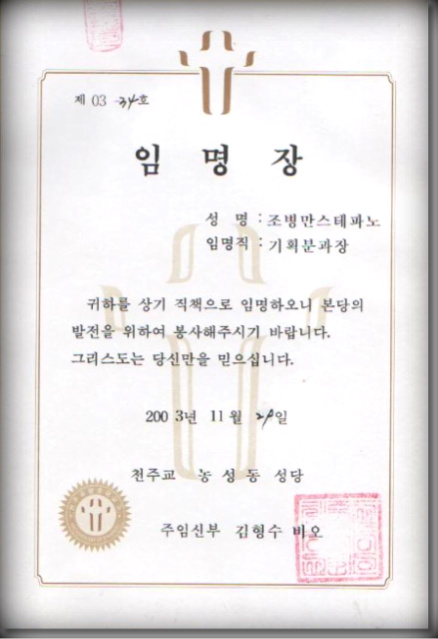 제 03 -34호
임 명 장
성 명 : 조병만스테파노
임명직 : 기획분과장
귀하를 상기 직책으로 임명하오니 본당의
발전을 위하여 봉사해주시기 바랍니다.
그리스도는 당신만을 믿으십니다.
200 3년 11월 일
천주교 농성동 성당
주임신부 김형수 비오